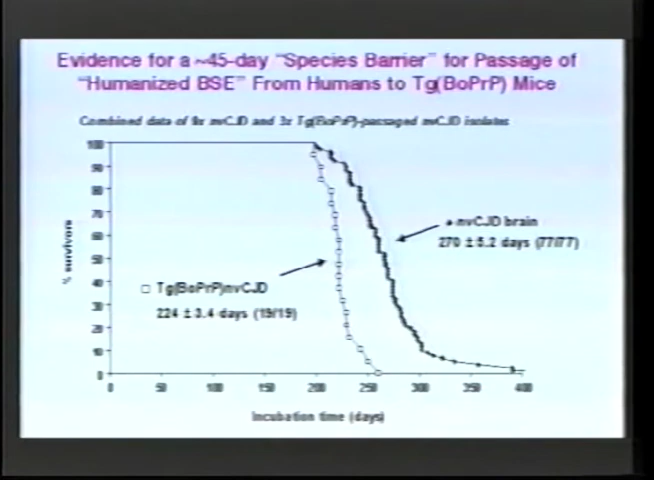 Evidence for a ~45-day "Species Barrier" for Passage of
"Humanized BSE" From Humans to Tg(BoPrP) Mice
Combined data of 9x nvCJD and 3x Tg(BoPrP)-passaged nvCJD isolates
100
90
80
70
60
50
40
30
20
10
0
% survivors
nvCJD brain
270 ± 5.2 days (77/77)
Tg(BoPrP)nvCJD
224 ± 3.4 days (19/19)
0 50 100 150 200 250 300 350 400
Incubation time (days)